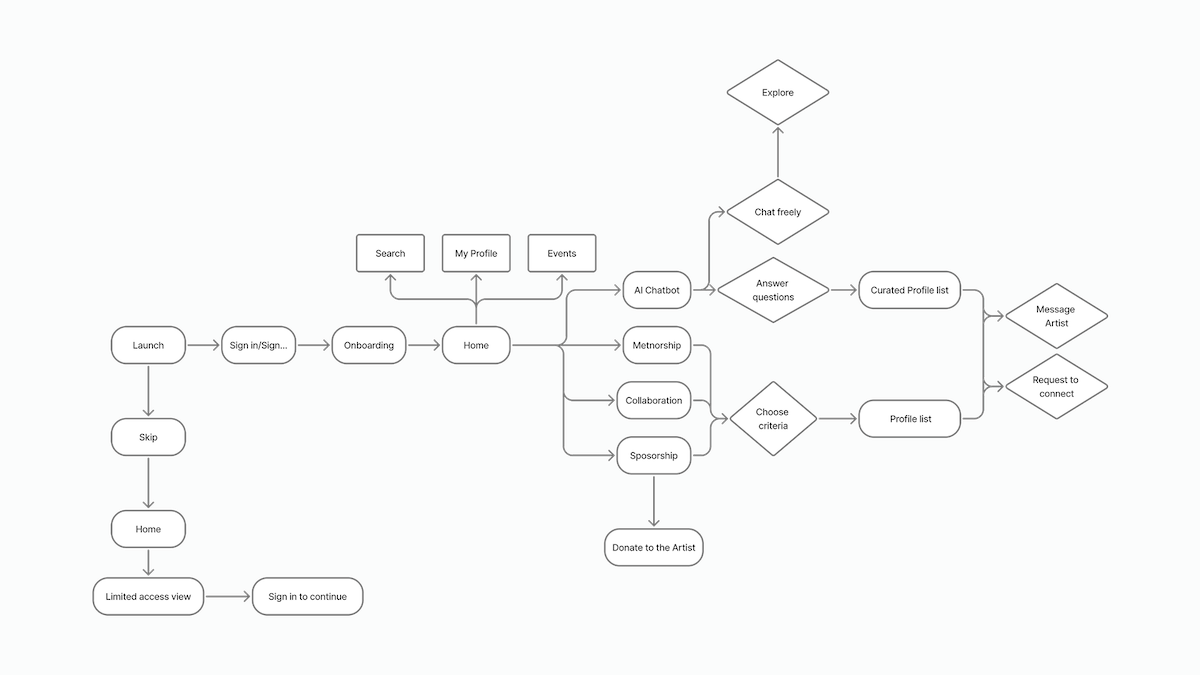 Explore
Chat freely
Search
My Profile
Events
AI Chatbot
Answer
questions
Curated Profile list
Message
Artist
Launch
Sign in/Sign...
Onboarding
Home
Metnorship
Request to
connect
Collaboration
Choose
criteria
Profile list
Skip
Sposorship
Home
Donate to the Artist
Limited access view
Sign in to continue